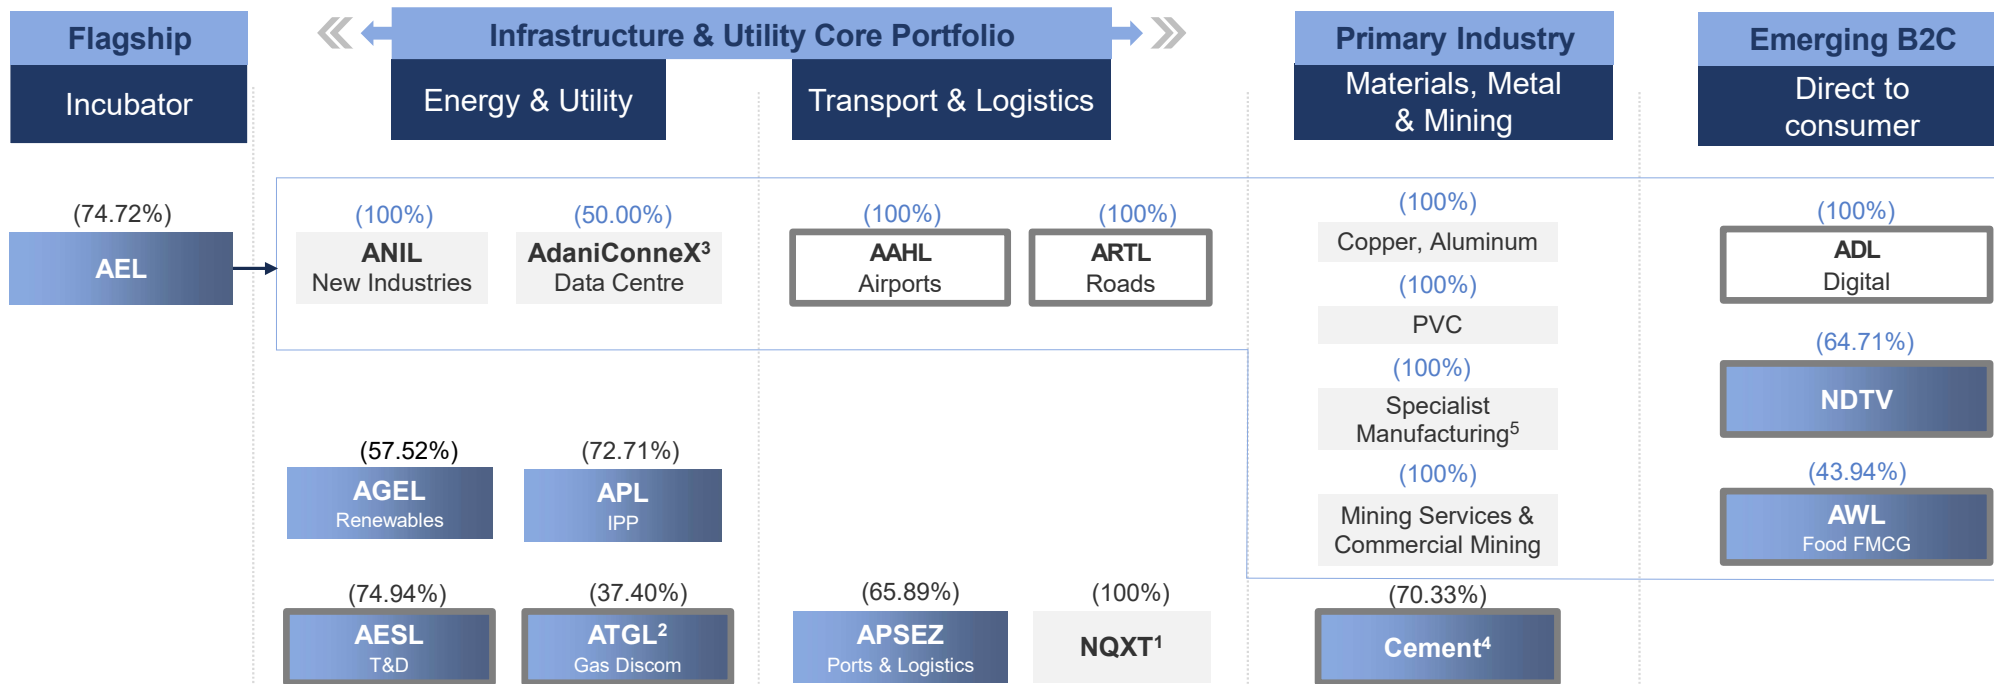 Flagship
Incubator
Infrastructure & Utility Core Portfolio
Energy & Utility
Transport & Logistics
Primary Industry
Materials, Metal
& Mining
Emerging B2C
Direct to
consumer
(74.72%)
AEL
(100%)
ANIL
New Industries
(50.00%)
AdaniConneX³
Data Centre
(100%)
AAHL
Airports
(100%)
ARTL
Roads
(100%)
Copper, Aluminum
(100%)
PVC
(100%)
Specialist
Manufacturing⁵
(100%)
Mining Services &
Commercial Mining
(100%)
ADL
Digital
(64.71%)
NDTV
(43.94%)
AWL
Food FMCG
(57.52%)
AGEL
Renewables
(72.71%)
APL
IPP
(74.94%)
AESL
T&D
(37.40%)
ATGL²
Gas Discom
(65.89%)
APSEZ
Ports & Logistics
(100%)
NQXT¹
(70.33%)
Cement⁴